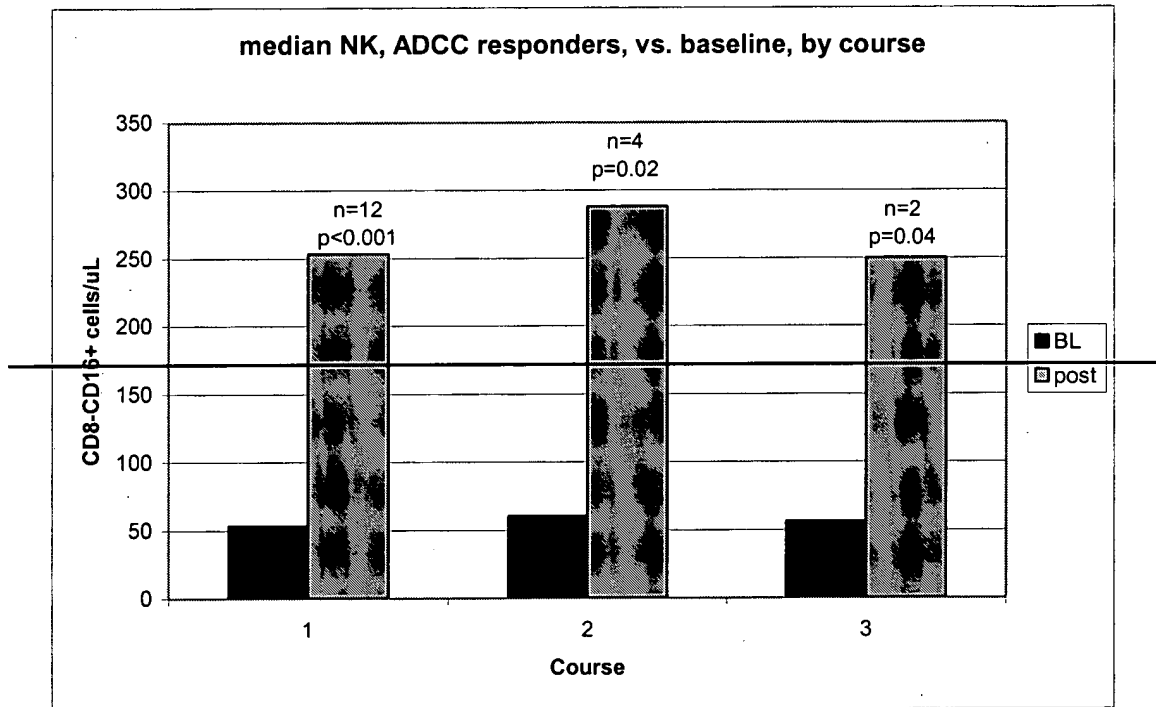 median NK, ADCC responders, vs. baseline, by course
350
300
250
200
150
100
50
0
CD8-CD16+ cells/uL
n=12
p<0.001
n=4
p=0.02
n=2
p=0.04
BL
post
1
2
3
Course